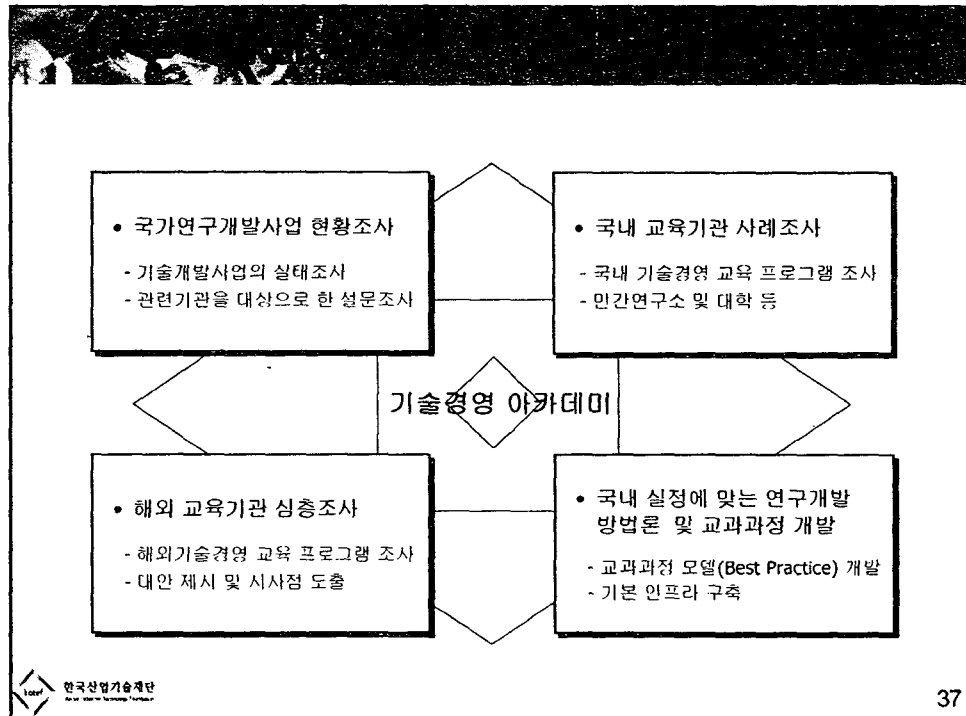 • 국가연구개발사업 현황조사
- 기술개발사업의 실태조사
- 관련기관을 대상으로 한 설문조사
• 국내 교육기관 사례조사
- 국내 기술경영 교육 프로그램 조사
- 민간연구소 및 대학 등
기술경영 아카데미
• 해외 교육기관 심층조사
- 해외기술경영 교육 프로그램 조사
- 대안 제시 및 시사점 도출
• 국내 실정에 맞는 연구개발
방법론 및 교과과정 개발
- 교과과정 모델(Best Practice) 개발
- 기본 인프라 구축
한국산업기술재단
37